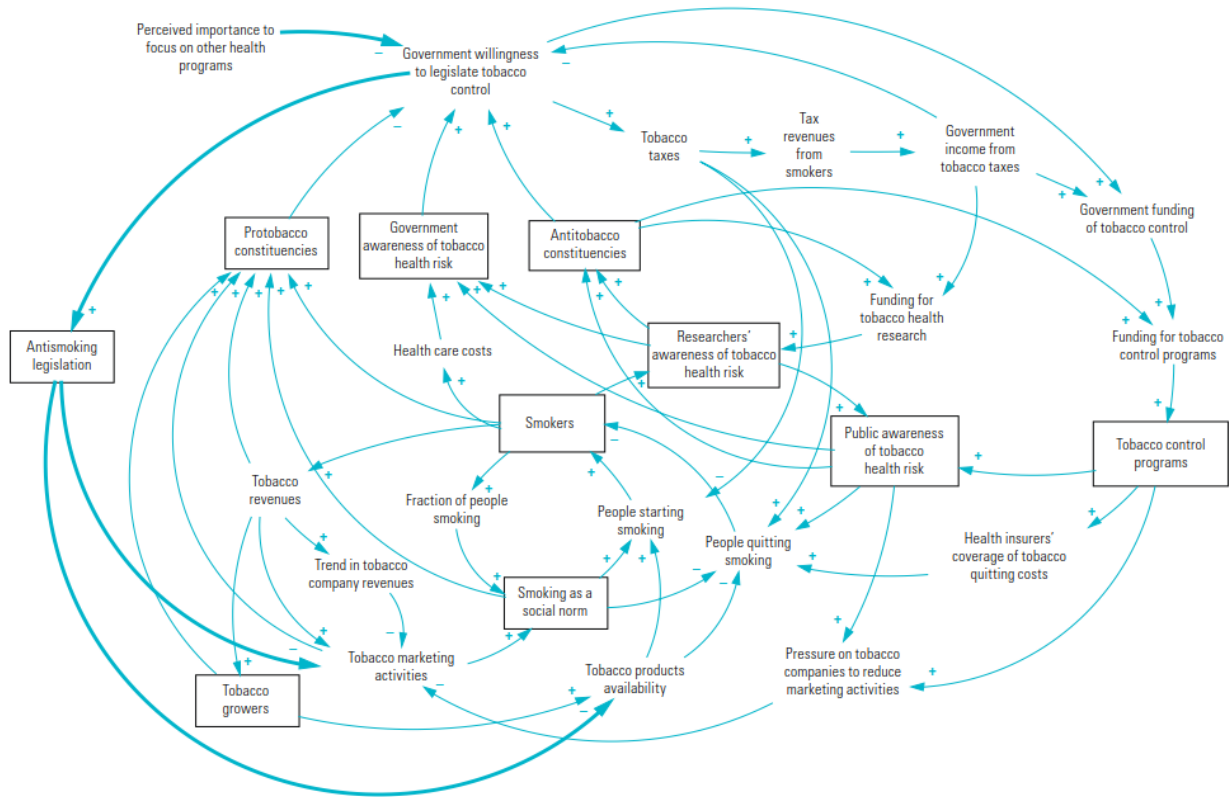 Perceived importance to
focus on other health
programs
Government willingness
to legislate tobacco
control
Tobacco
taxes
Tax
revenues
from
smokers
Government
income from
tobacco taxes
Government funding
of tobacco control
Protobacco
constituencies
Government
awareness of tobacco
health risk
Antitobacco
constituencies
Funding for
tobacco health
research
Funding for tobacco
control programs
Antismoking
legislation
Health care costs
Researchers'
awareness of tobacco
health risk
Smokers
Public awareness
of tobacco
health risk
Tobacco control
programs
Tobacco
revenues
Fraction of people
smoking
People starting
smoking
People quitting
smoking
Health insurers'
coverage of tobacco
quitting costs
Trend in tobacco
company revenues
Smoking as a
social norm
Tobacco marketing
activities
Tobacco products
availability
Pressure on tobacco
companies to reduce
marketing activities
Tobacco
growers